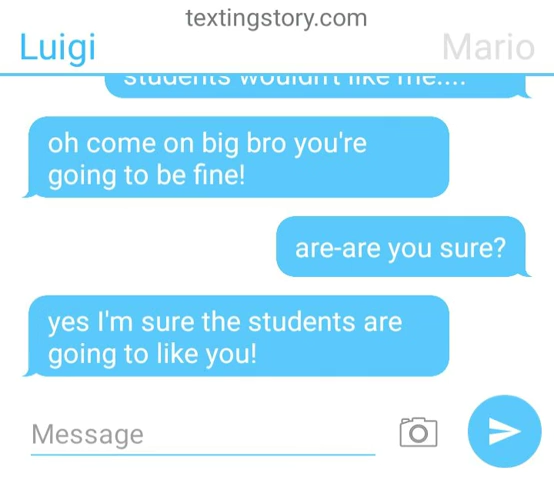 textingstory.com
Luigi
Mario
students wouldn't like me....
oh come on big bro you're
going to be fine!
are-are you sure?
yes I'm sure the students are
going to like you!
Message